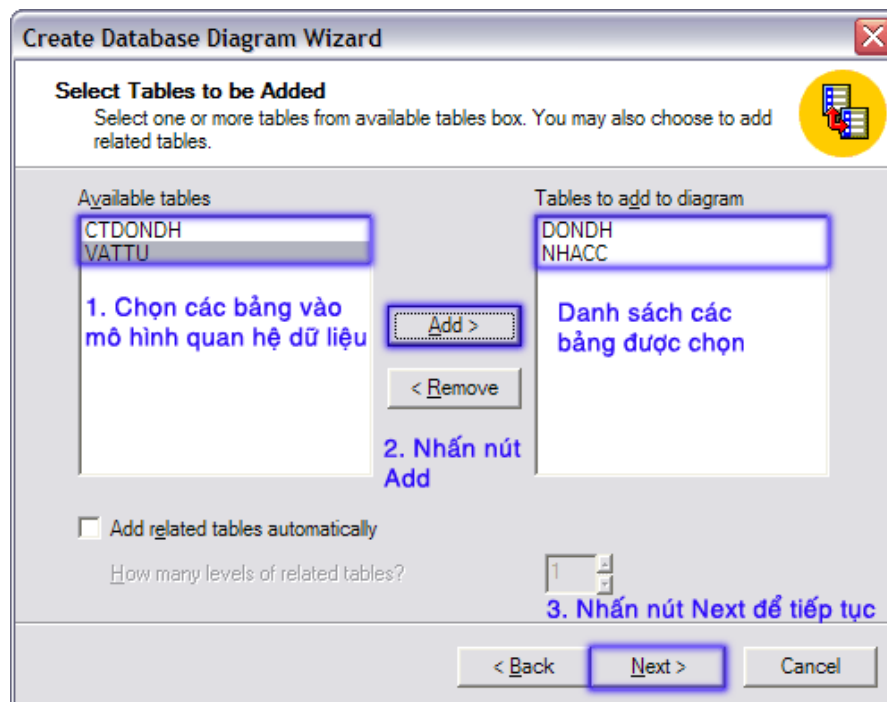 Create Database Diagram Wizard
Select Tables to be Added
Select one or more tables from available tables box. You may also choose to add
related tables.
Available tables
Tables to add to diagram
CTDONDH
VATTU
DONDH
NHACC
1. Chọn các bảng vào
mô hình quan hệ dữ liệu
Add >
Danh sách các
bảng được chọn
< Remove
2. Nhấn nút
Add
Add related tables automatically
How many levels of related tables?
1
3. Nhấn nút Next để tiếp tục
< Back
Next >
Cancel